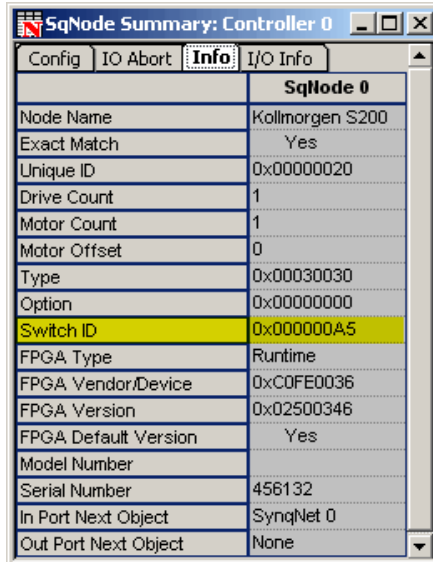 SqNode Summary: Controller 0
Config IO Abort Info I/O Info
SqNode 0
Node Name Kollmorgen S200
Exact Match Yes
Unique ID 0x00000020
Drive Count 1
Motor Count 1
Motor Offset 0
Type 0x00030030
Option 0x00000000
Switch ID 0x000000A5
FPGA Type Runtime
FPGA Vendor/Device 0xC0FE0036
FPGA Version 0x02500346
FPGA Default Version Yes
Model Number
Serial Number 456132
In Port Next Object SynqNet 0
Out Port Next Object None